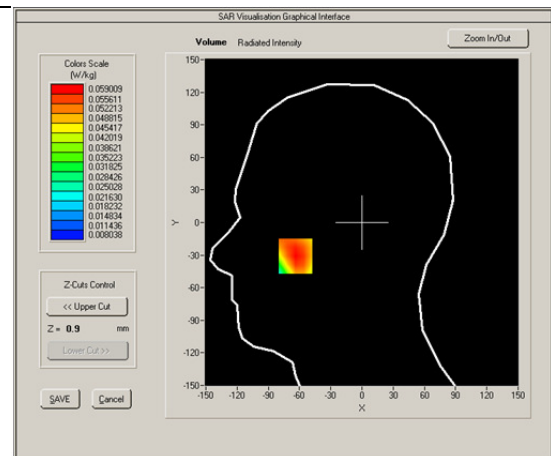 SAR Visualisation Graphical Interface
Volume Radiated Intensity
Zoom In/Out
Colors Scale
(W/kg)
0.059009
0.055611
0.052213
0.048815
0.045417
0.042019
0.038621
0.035223
0.031825
0.028426
0.025028
0.021630
0.018232
0.014834
0.011436
0.008038
Z-Cuts Control
<< Upper Cut
Z = 0.9 mm
Lower Cut >>
SAVE
Cancel
150
120
90
60
30
0
-30
-60
-90
-120
-150
Y
-150 -120 -90 -60 -30 0 30 60 90 120 150
X